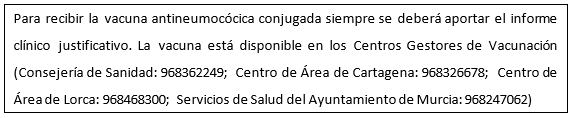 Para recibir la vacuna antineumocócica conjugada siempre se deberá aportar el informe
clínico justificativo. La vacuna está disponible en los Centros Gestores de Vacunación
(Consejería de Sanidad: 968362249; Centro de Área de Cartagena: 968326678; Centro de
Área de Lorca: 968468300; Servicios de Salud del Ayuntamiento de Murcia: 968247062)